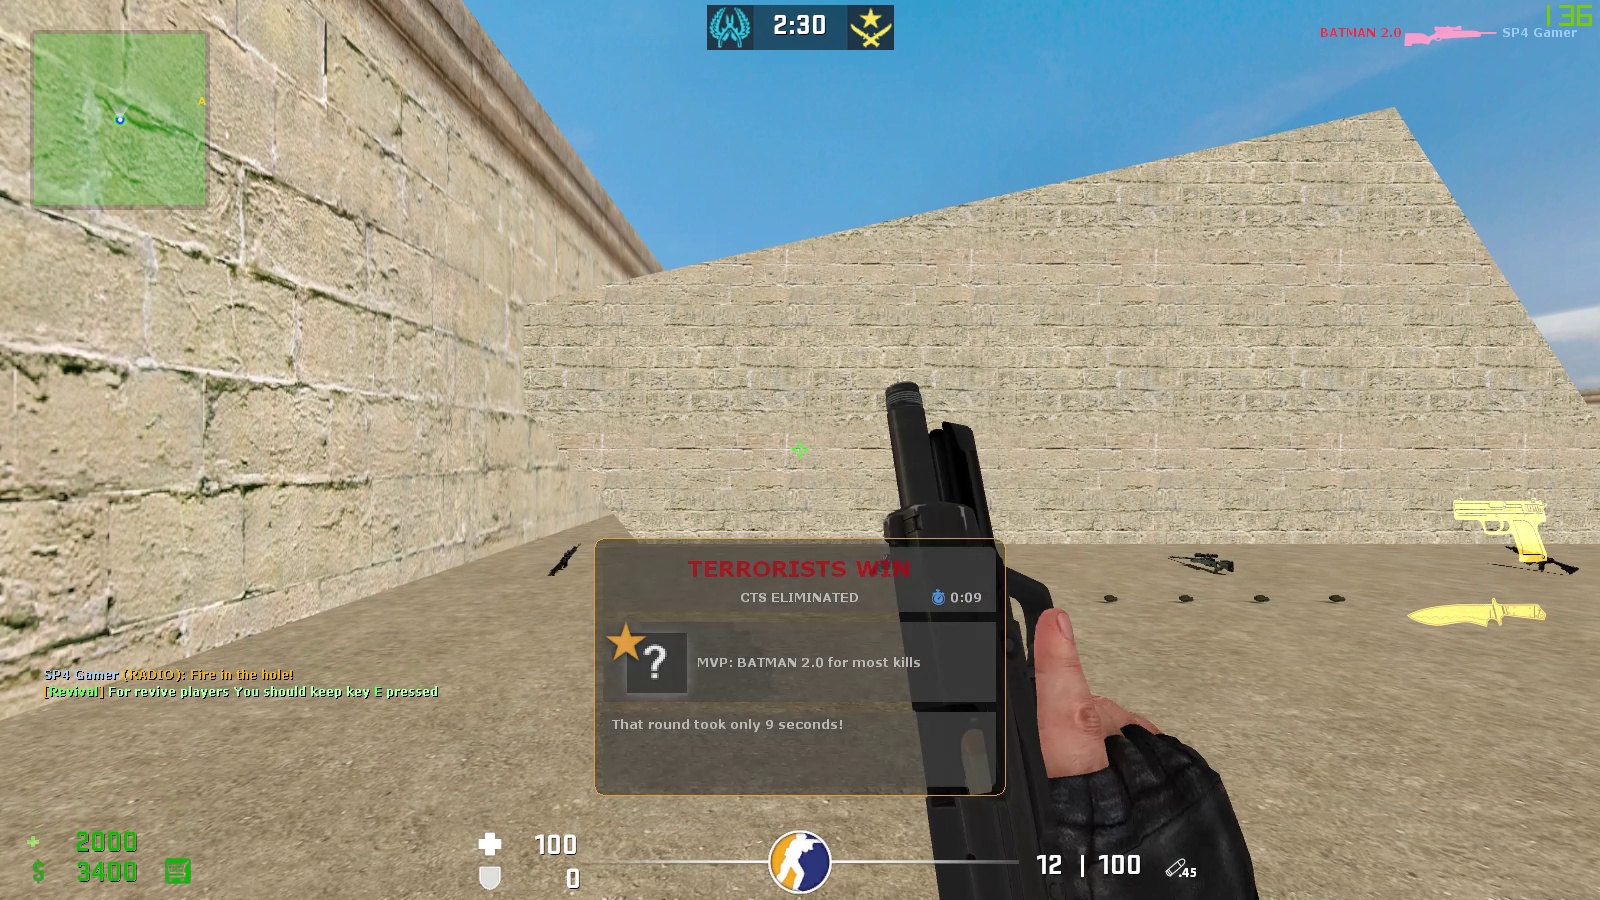 2:30
136
BATMAN 2.0 SP4 Gamer
A
TERRORISTS WIN
CTS ELIMINATED
0:09
?
MVP: BATMAN 2.0 for most kills
That round took only 9 seconds!
SP4 Gamer (RADIO): Fire in the hole!
[Revival] For revive players You should keep key E pressed
+ 2000
$ 3400
100
0
12 | 100
.45